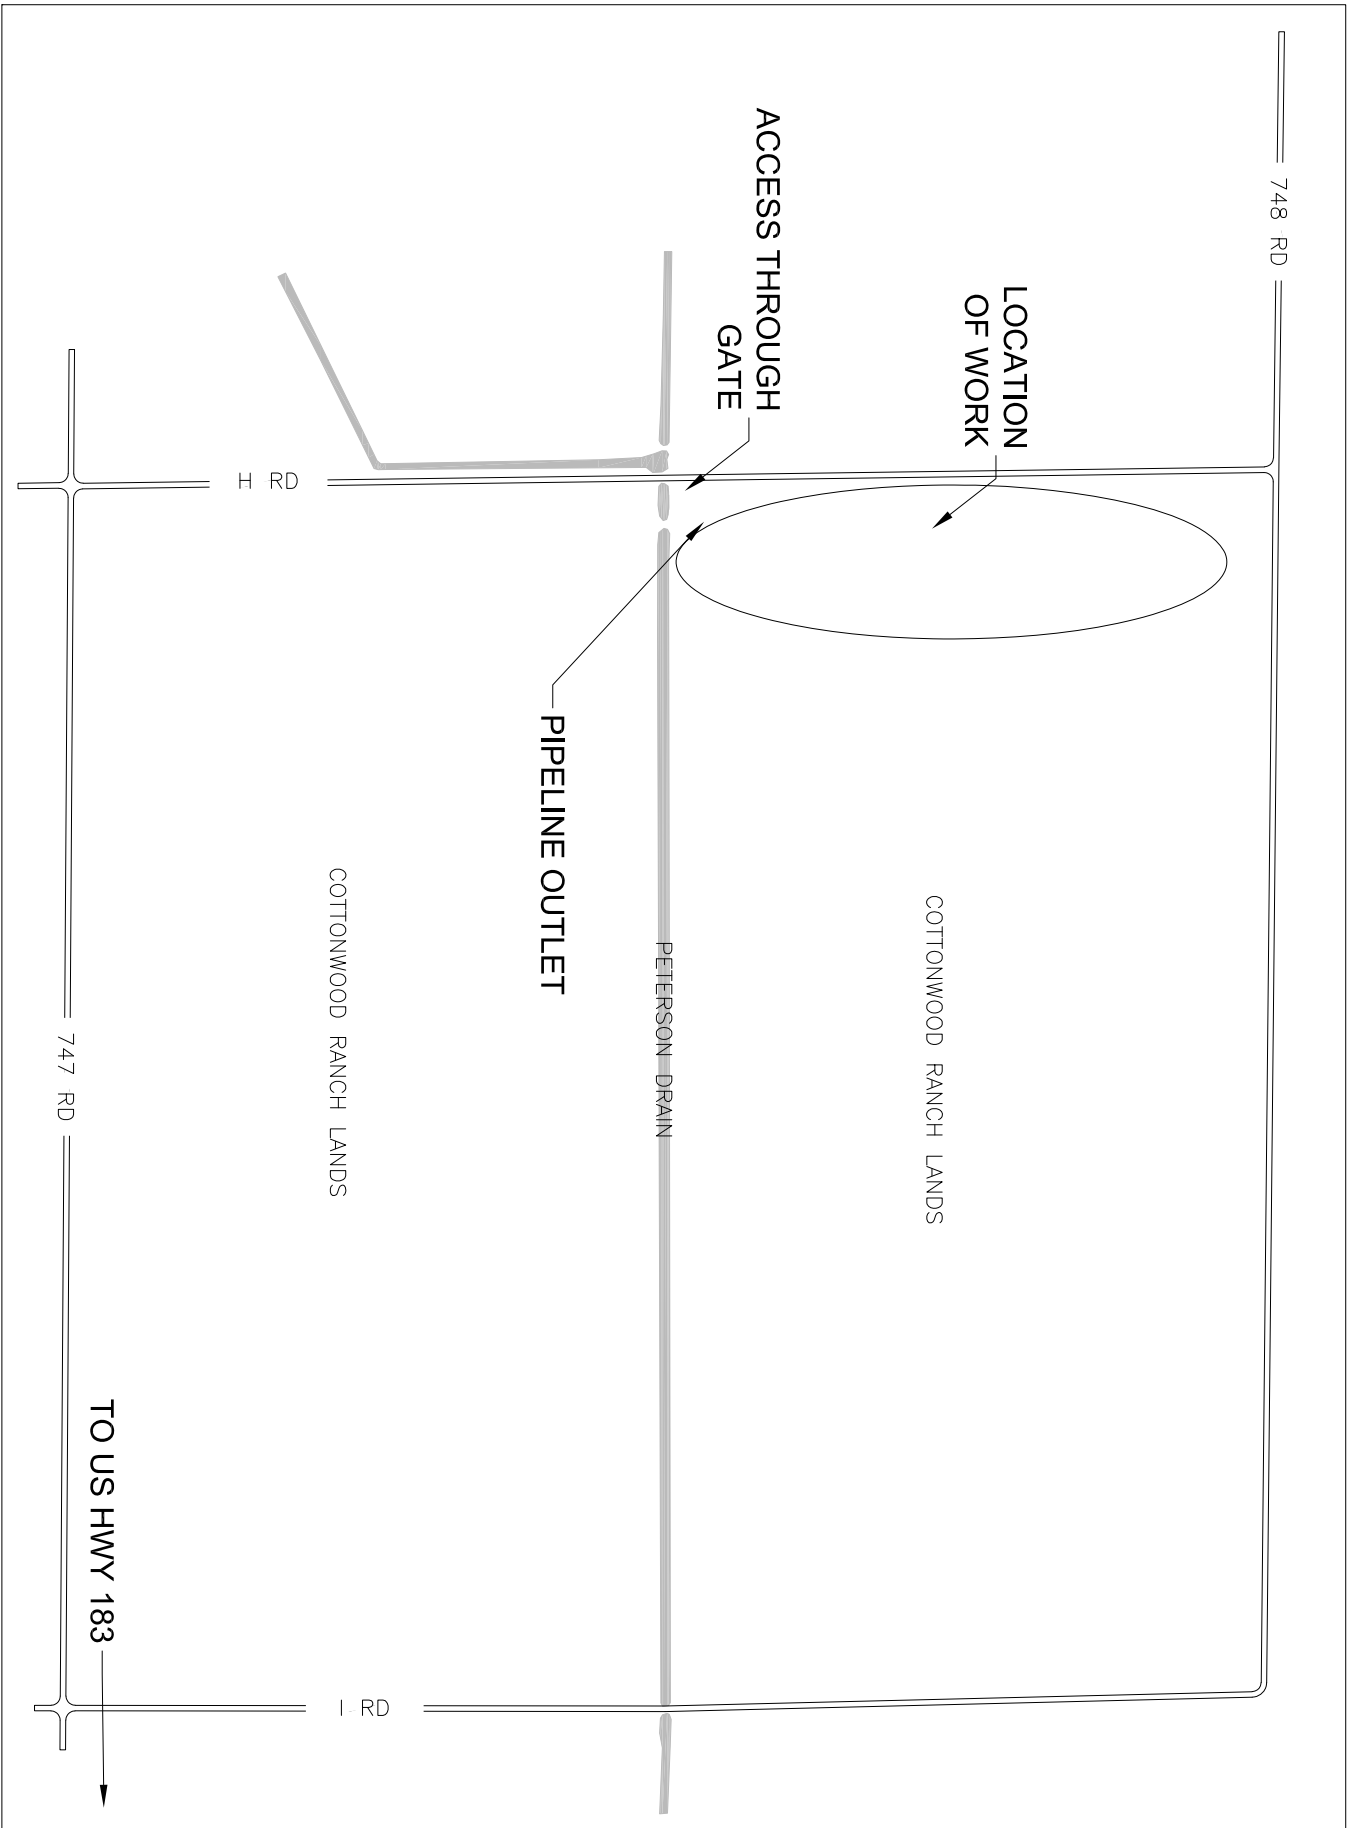 748 RD
LOCATION
OF WORK
ACCESS THROUGH
GATE
COTTONWOOD RANCH LANDS
PETERSON DRAIN
PIPELINE OUTLET
H RD
COTTONWOOD RANCH LANDS
I RD
747 RD
TO US HWY 183